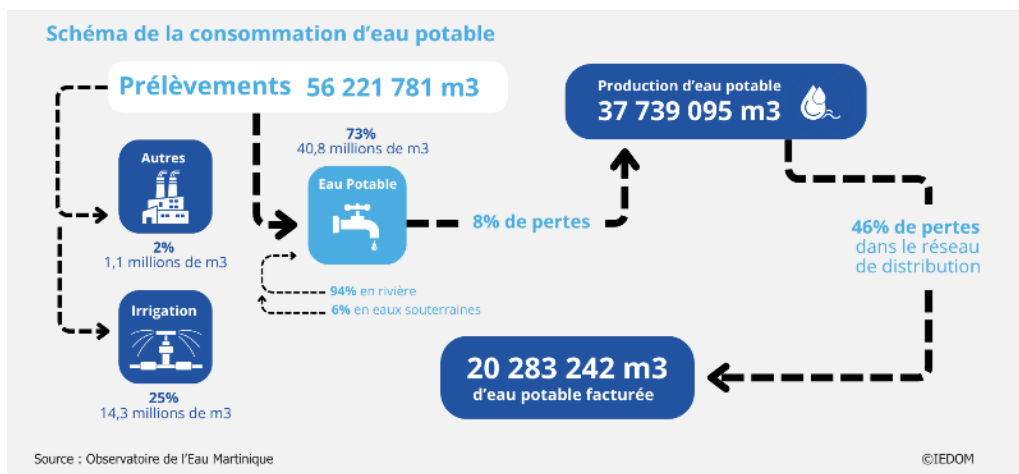 Schéma de la consommation d'eau potable
Prélèvements 56 221 781 m3
Production d'eau potable
37 739 095 m3
73%
40,8 millions de m3
Autres
Eau Potable
8% de pertes
46% de pertes
dans le réseau
de distribution
2%
1,1 millions de m3
94% en rivière
6% en eaux souterraines
Irrigation
20 283 242 m3
d'eau potable facturée
25%
14,3 millions de m3
Source : Observatoire de l'Eau Martinique
©IEDOM